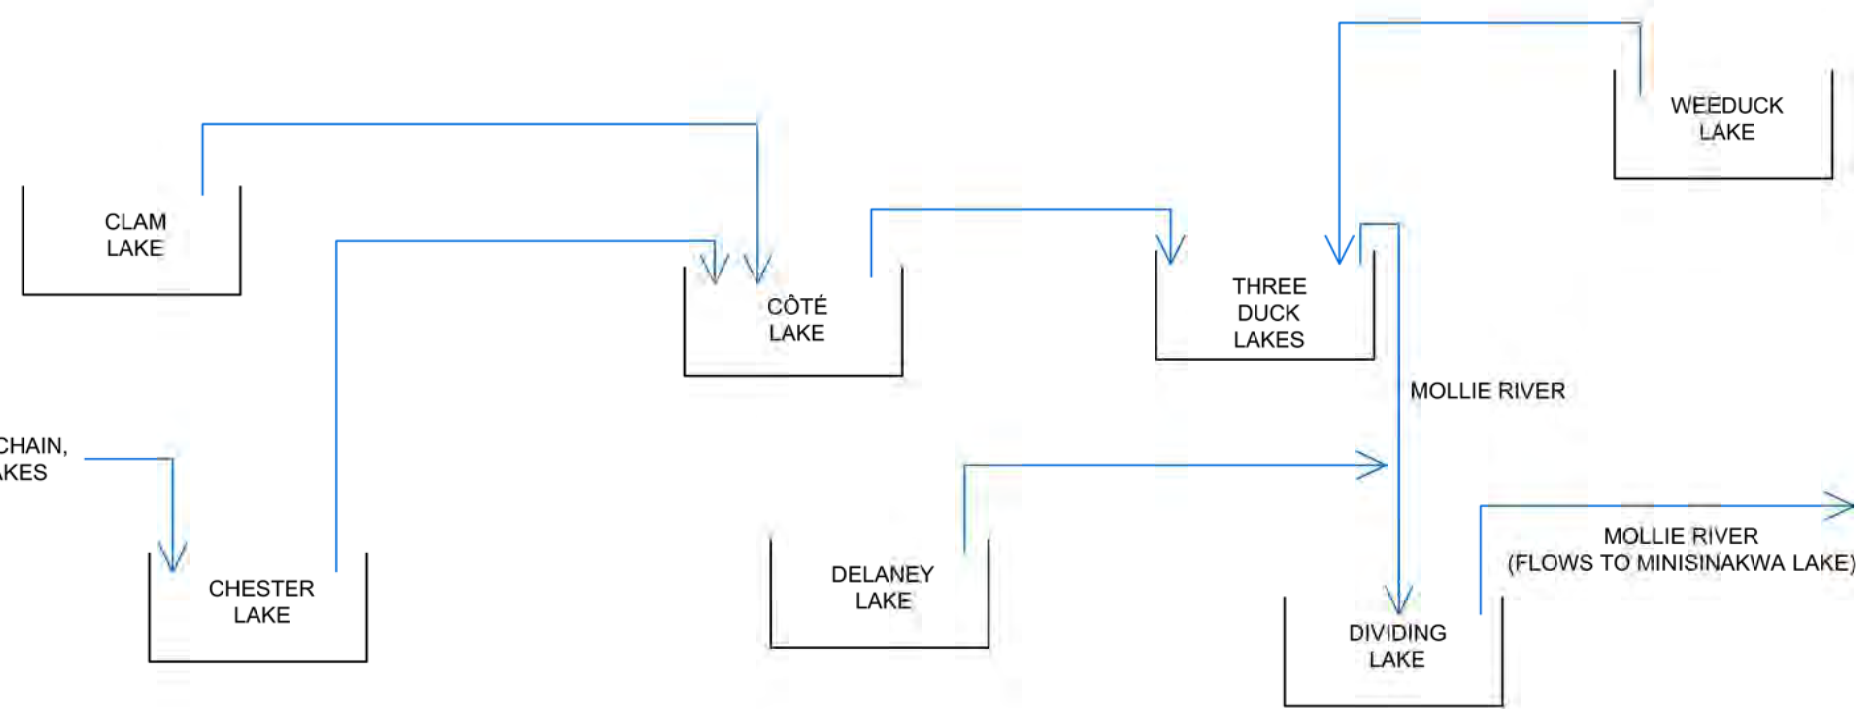 WEEDUCK
LAKE
CLAM
LAKE
CÔTÉ
LAKE
THREE
DUCK
LAKES
MOLLIE RIVER
CHAIN,
CHESTER
LAKE
DELANEY
LAKE
MOLLIE RIVER
(FLOWS TO MINISINAKWA LAKE)
DIVIDING
LAKE